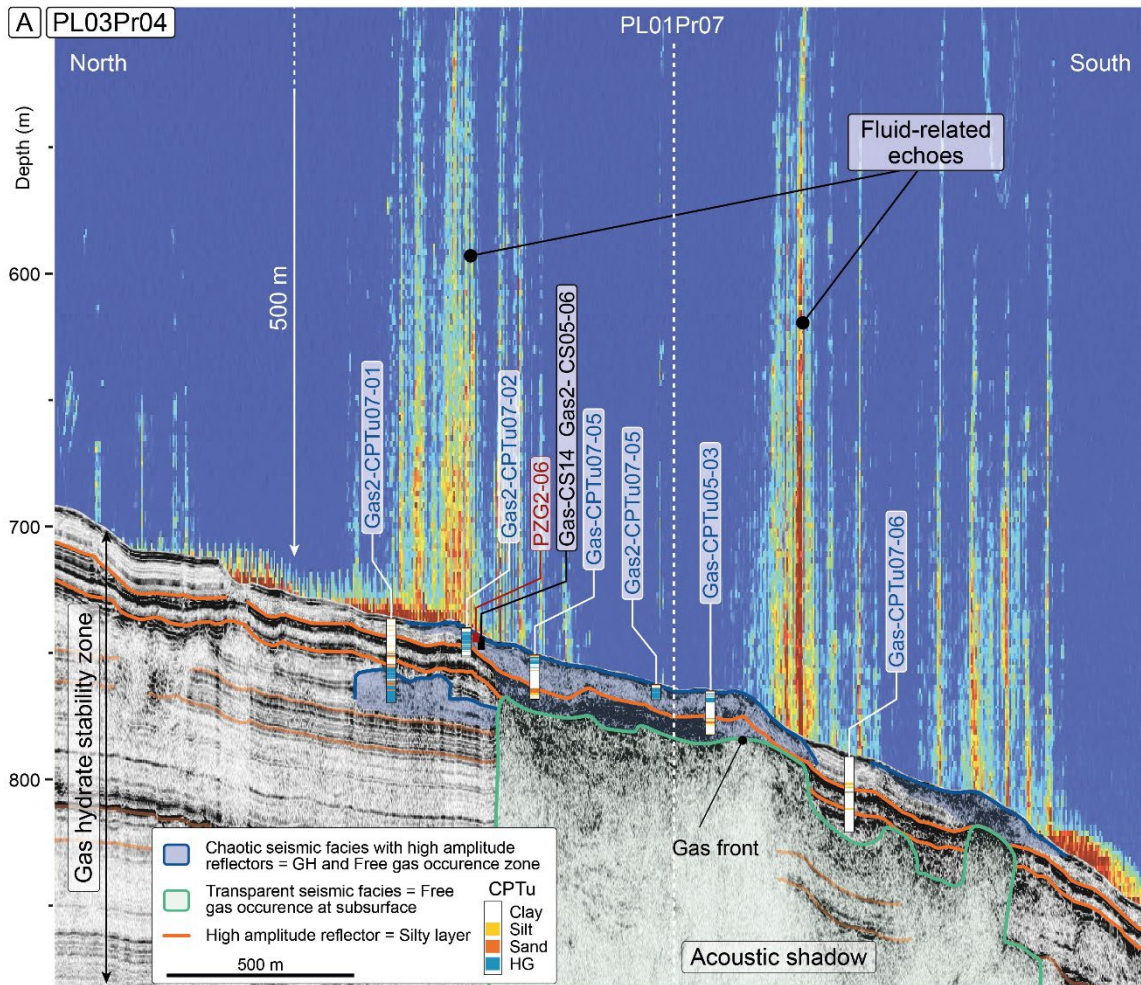 A PL03Pr04
PL01Pr07
North
South
Depth (m)
Fluid-related
echoes
600
500 m
Gas2-CPTu07-01
Gas2-CPTu07-02
PZG2-06
Gas-CS14 Gas2- CS05-06
Gas-CPTu07-05
Gas2-CPTu07-05
Gas-CPTu05-03
Gas-CPTu07-06
700
800
Gas hydrate stability zone
Gas front
Chaotic seismic facies with high amplitude
reflectors = GH and Free gas occurence zone
Transparent seismic facies = Free
gas occurence at subsurface
High amplitude reflector = Silty layer
500 m
CPTu
Clay
Silt
Sand
HG
Acoustic shadow